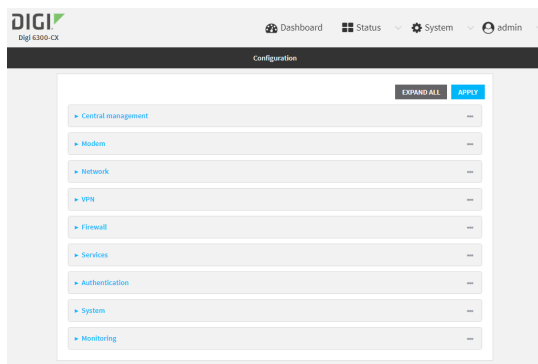 DIGI
Digi 6300-CX
Dashboard Status System admin
Configuration
EXPAND ALL APPLY
Central management
Modem
Network
VPN
Firewall
Services
Authentication
System
Monitoring